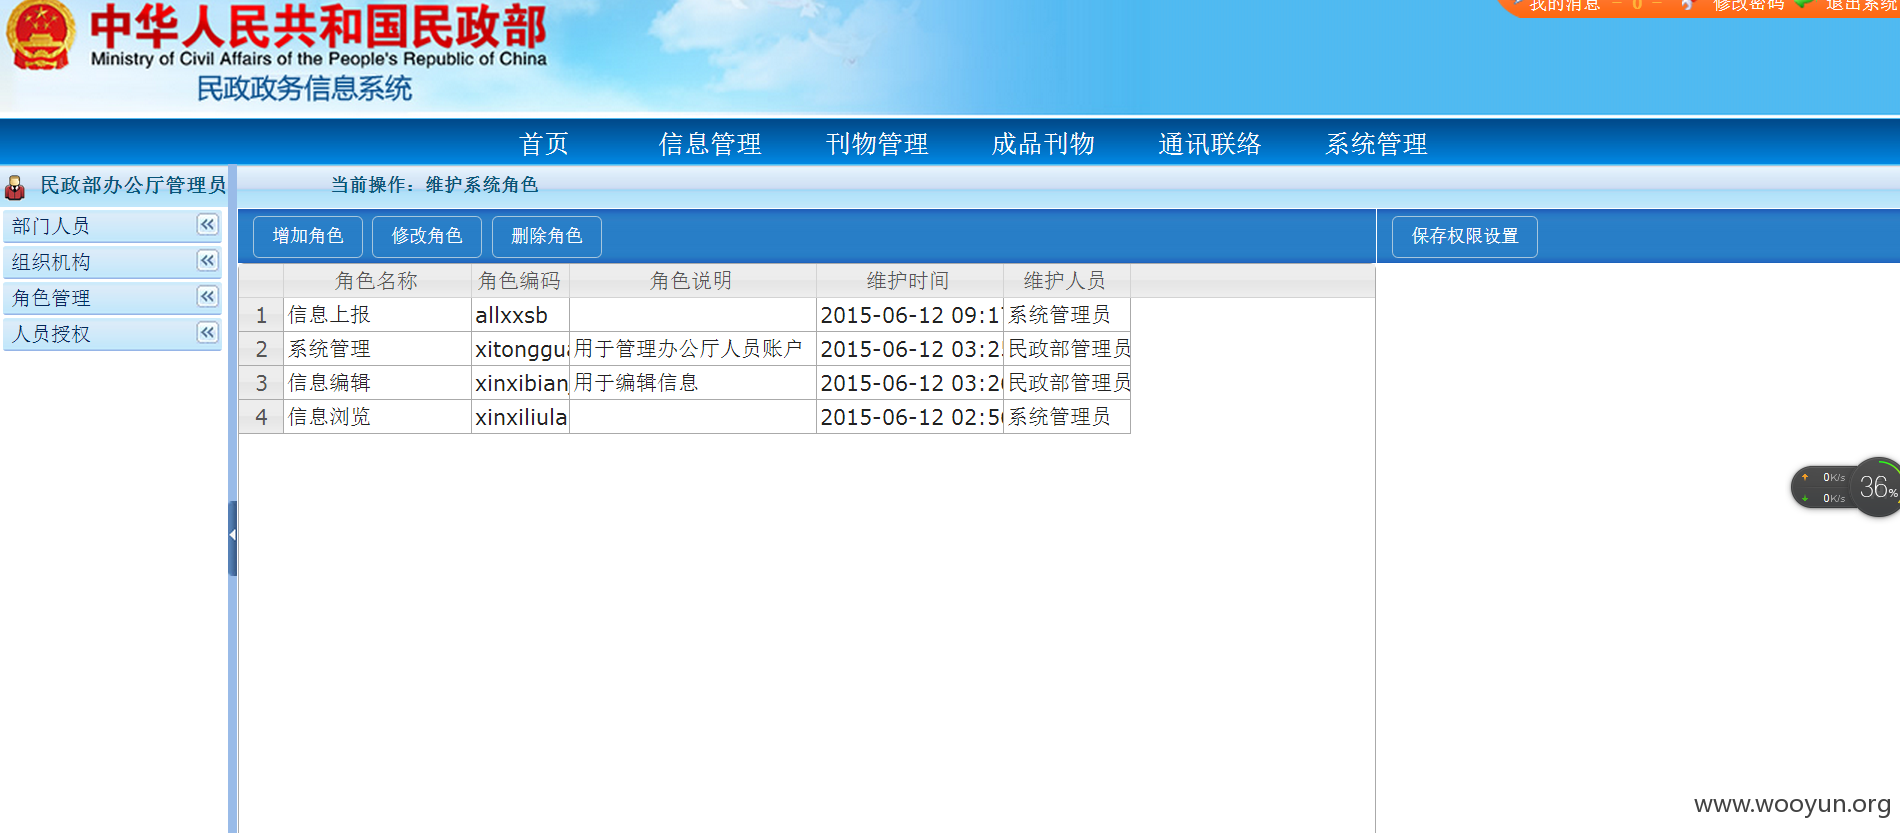 中华人民共和国民政部
Ministry of Civil Affairs of the People's Republic of China
民政政务信息系统
我的消息 - 0 - 修改密码 退出系统
首页 信息管理 刊物管理 成品刊物 通讯联络 系统管理
民政部办公厅管理员
部门人员
组织机构
角色管理
人员授权
当前操作：维护系统角色
增加角色 修改角色 删除角色
角色名称 角色编码 角色说明 维护时间 维护人员
1 信息上报 allxxsb 2015-06-12 09:1 系统管理员
2 系统管理 xitonggu 用于管理办公厅人员账户 2015-06-12 03:2 民政部管理员
3 信息编辑 xinxibian 用于编辑信息 2015-06-12 03:2 民政部管理员
4 信息浏览 xinxiliula 2015-06-12 02:5 系统管理员
保存权限设置
0K/s
0K/s
36%
www.wooyun.org